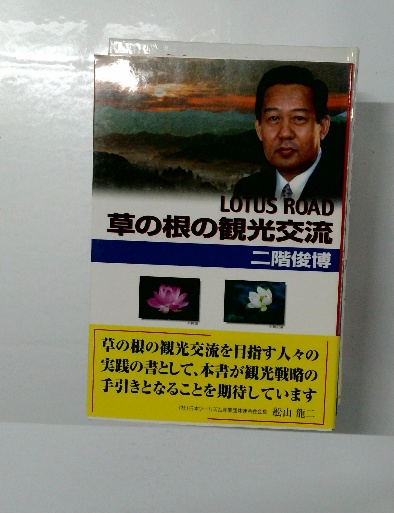 LOTUS ROAD
草の根の観光交流
二階俊博
草の根の観光交流を目指す人々の
実践の書として、本書が観光戦略の
手引きとなることを期待しています
舩山 龍二